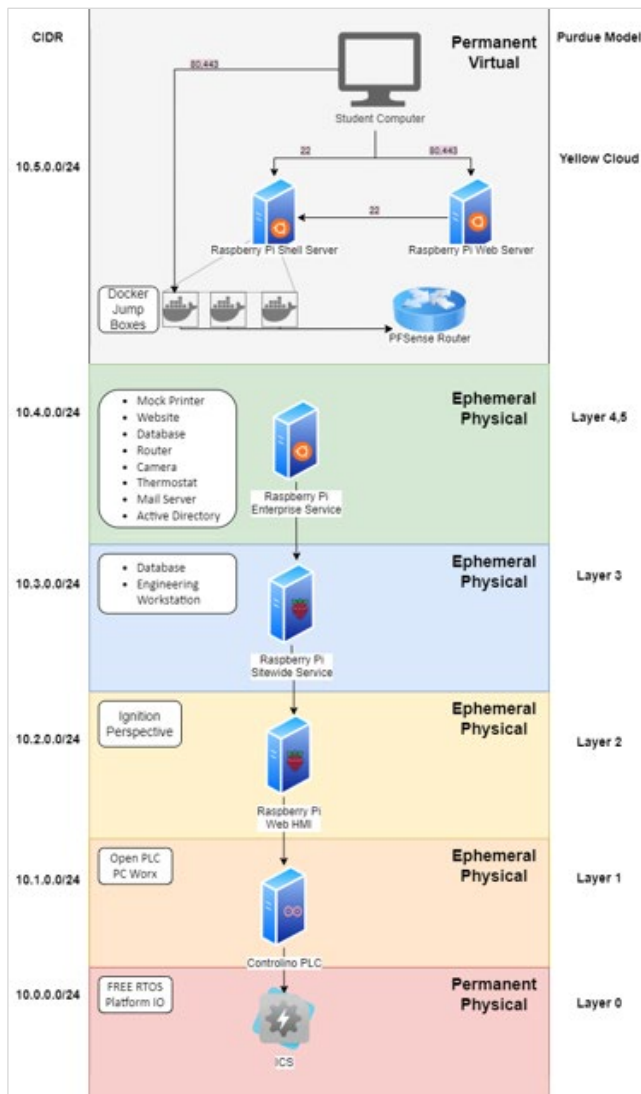 CIDR
Permanent
Virtual
Purdue Model
80,443
Student Computer
10.5.0.0/24
Yellow Cloud
22
80,443
22
Raspberry Pi Shell Server
Raspberry Pi Web Server
Docker
Jump
Boxes
PFSense Router
10.4.0.0/24
• Mock Printer
• Website
• Database
• Router
• Camera
• Thermostat
• Mail Server
• Active Directory
Ephemeral
Physical
Layer 4,5
Raspberry Pi
Enterprise Service
10.3.0.0/24
• Database
• Engineering
Workstation
Ephemeral
Physical
Layer 3
Raspberry Pi
Sitewide Service
10.2.0.0/24
Ignition
Perspective
Ephemeral
Physical
Layer 2
Raspberry Pi
Web HMI
10.1.0.0/24
Open PLC
PC Worx
Ephemeral
Physical
Layer 1
Controlino PLC
10.0.0.0/24
FREE RTOS
Platform IO
Permanent
Physical
Layer 0
ICS